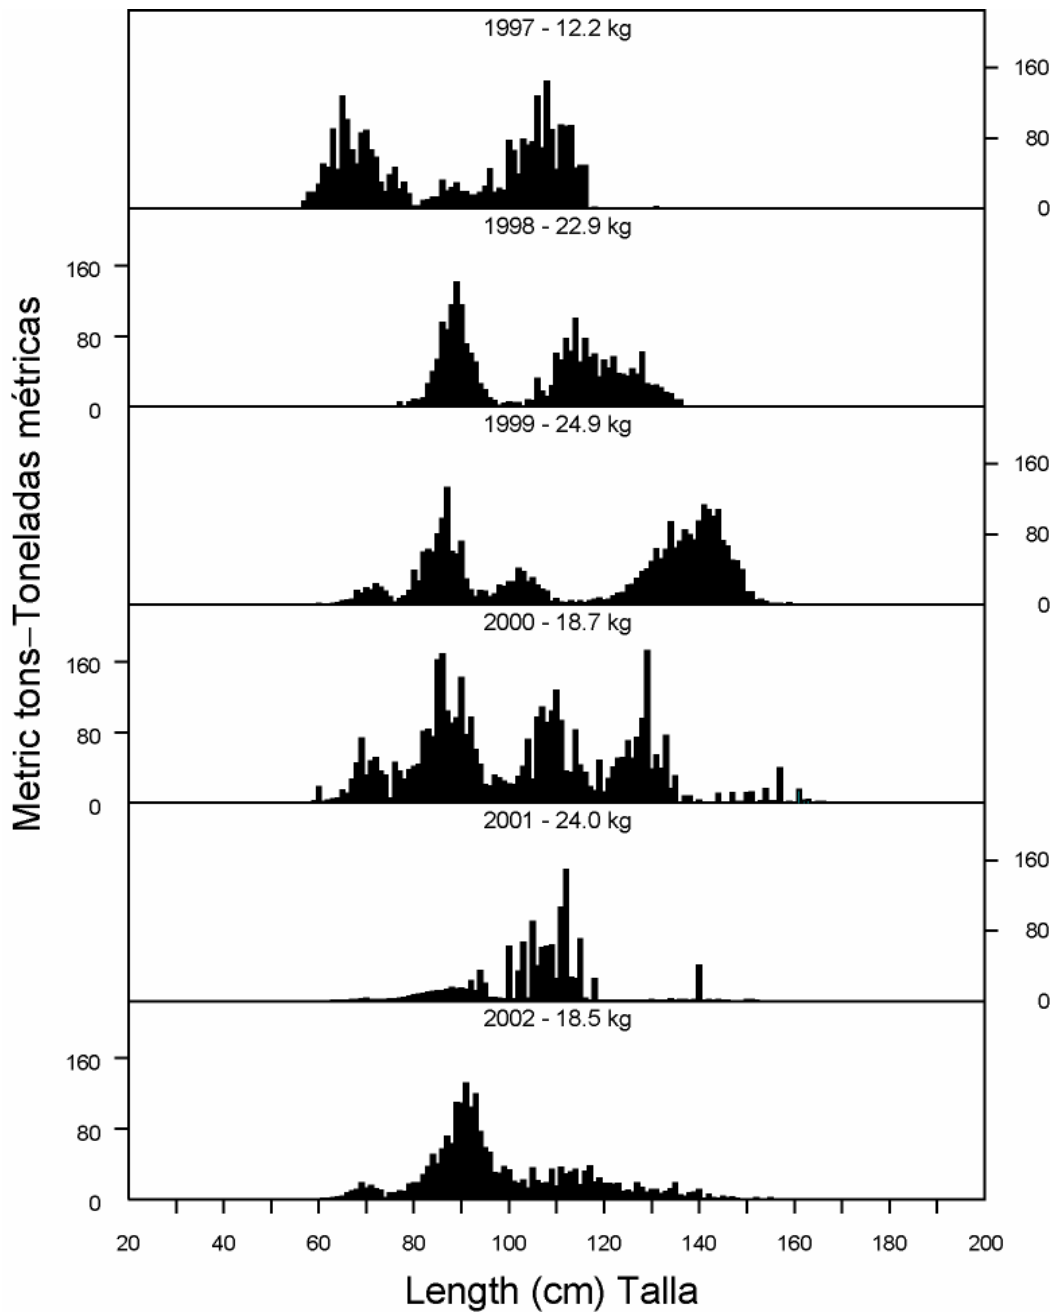 1997 - 12.2 kg
160
80
0
1998 - 22.9 kg
160
80
0
1999 - 24.9 kg
160
80
0
2000 - 18.7 kg
160
80
0
2001 - 24.0 kg
160
80
0
2002 - 18.5 kg
160
80
0
Metric tons–Toneladas métricas
20 40 60 80 100 120 140 160 180 200
Length (cm) Talla